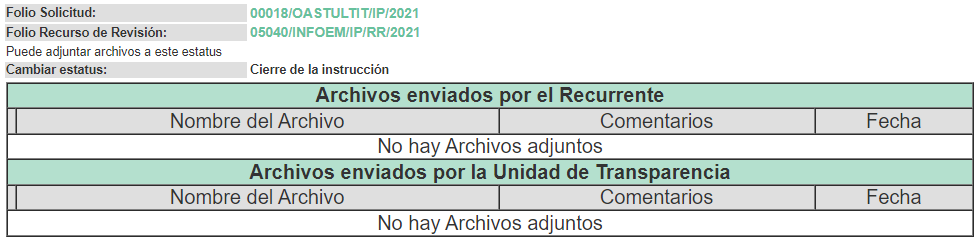 Folio Solicitud: 00018/OASTULTIT/IP/2021
Folio Recurso de Revisión: 05040/INFOEM/IP/RR/2021
Puede adjuntar archivos a este estatus
Cambiar estatus: Cierre de la instrucción
Archivos enviados por el Recurrente
Nombre del Archivo Comentarios Fecha
No hay Archivos adjuntos
Archivos enviados por la Unidad de Transparencia
Nombre del Archivo Comentarios Fecha
No hay Archivos adjuntos